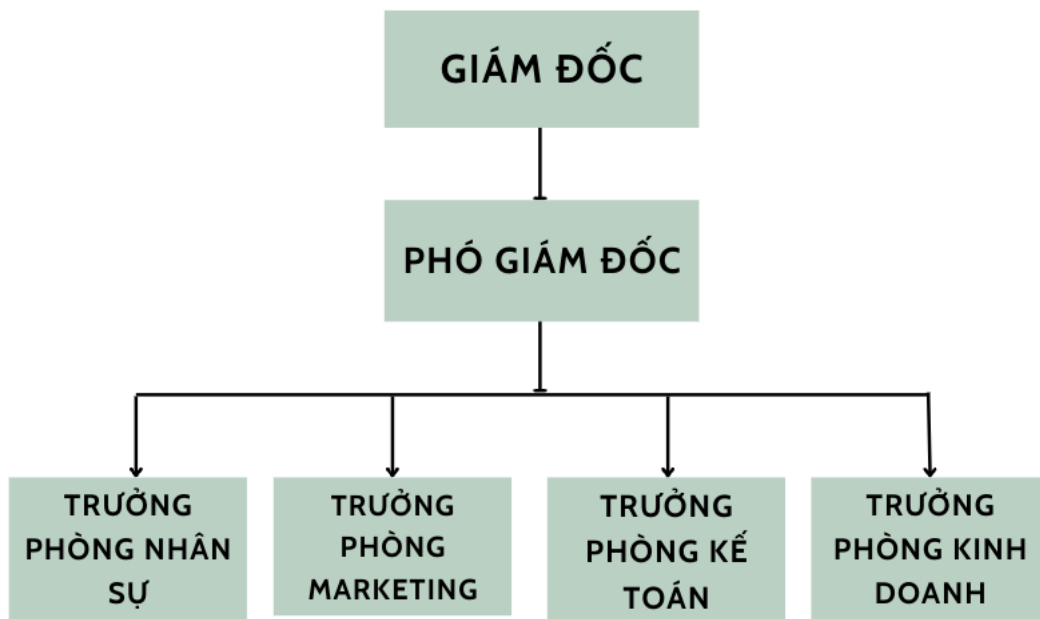 GIÁM ĐỐC
PHÓ GIÁM ĐỐC
TRƯỞNG
PHÒNG NHÂN
SỰ
TRƯỞNG
PHÒNG
MARKETING
TRƯỞNG
PHÒNG KẾ
TOÁN
TRƯỞNG
PHÒNG KINH
DOANH